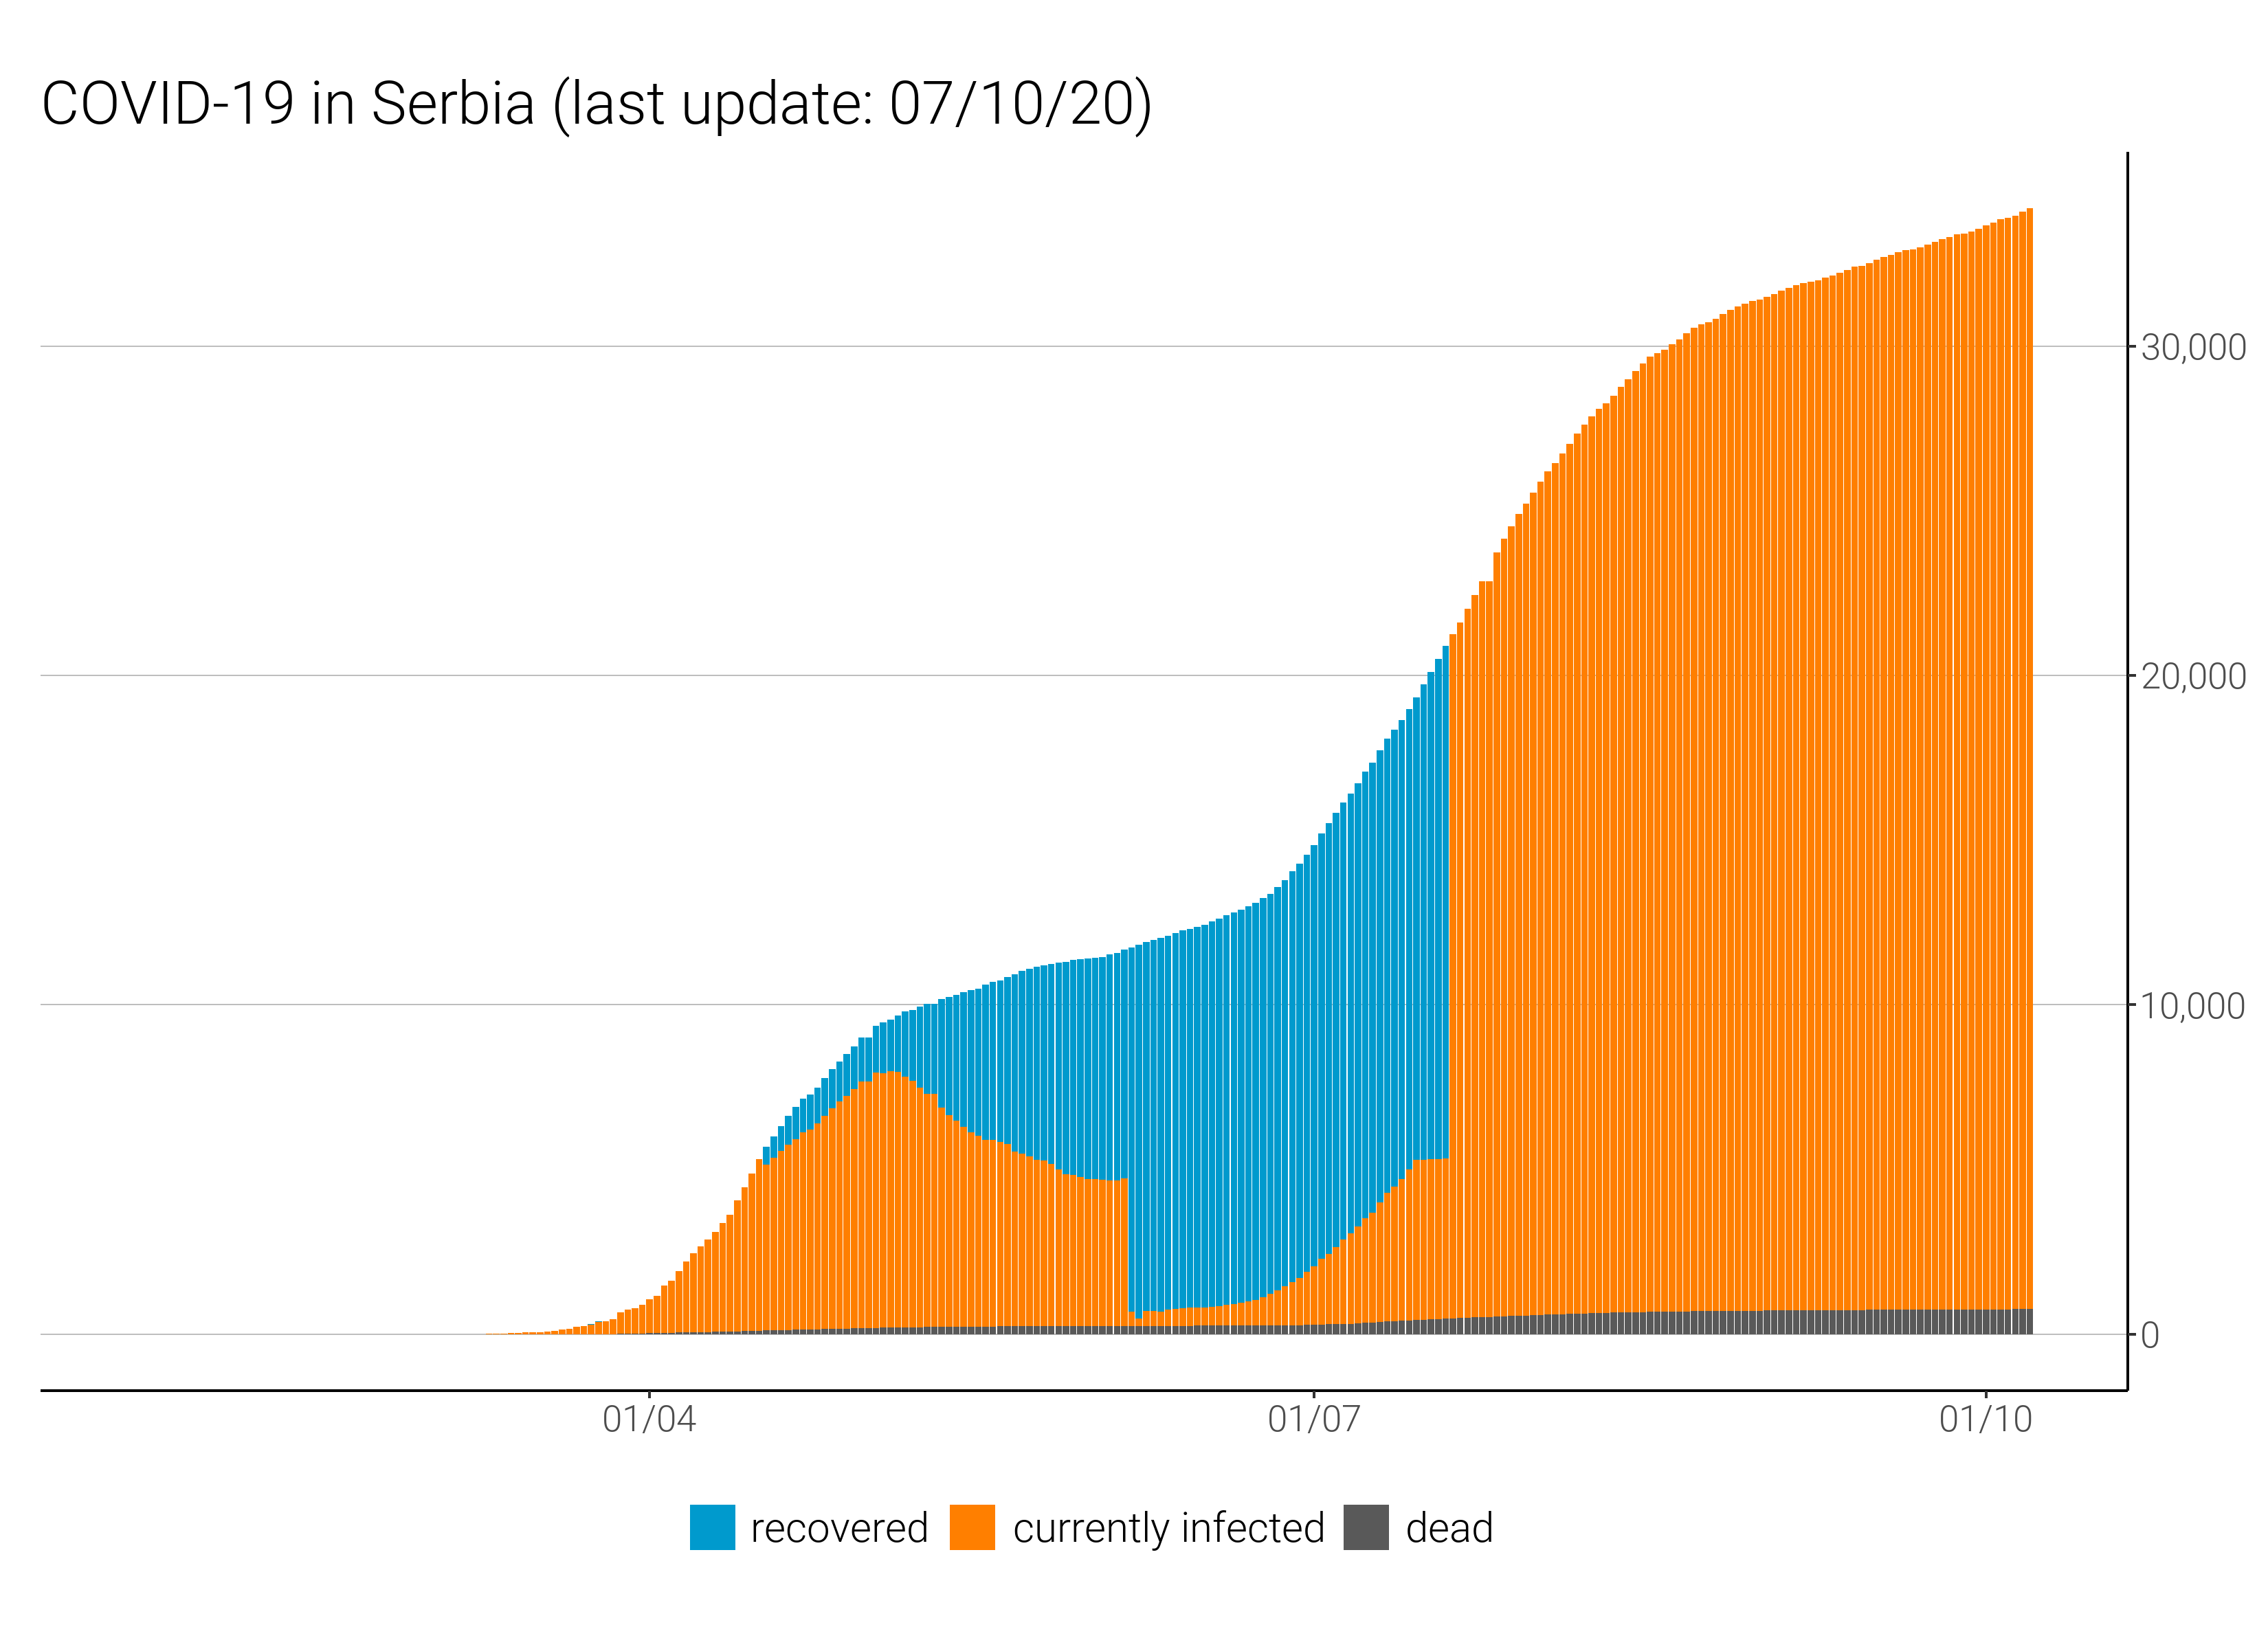 COVID-19 in Serbia (last update: 07/10/20)
30,000
20,000
10,000
0
01/04 01/07 01/10
recovered currently infected dead